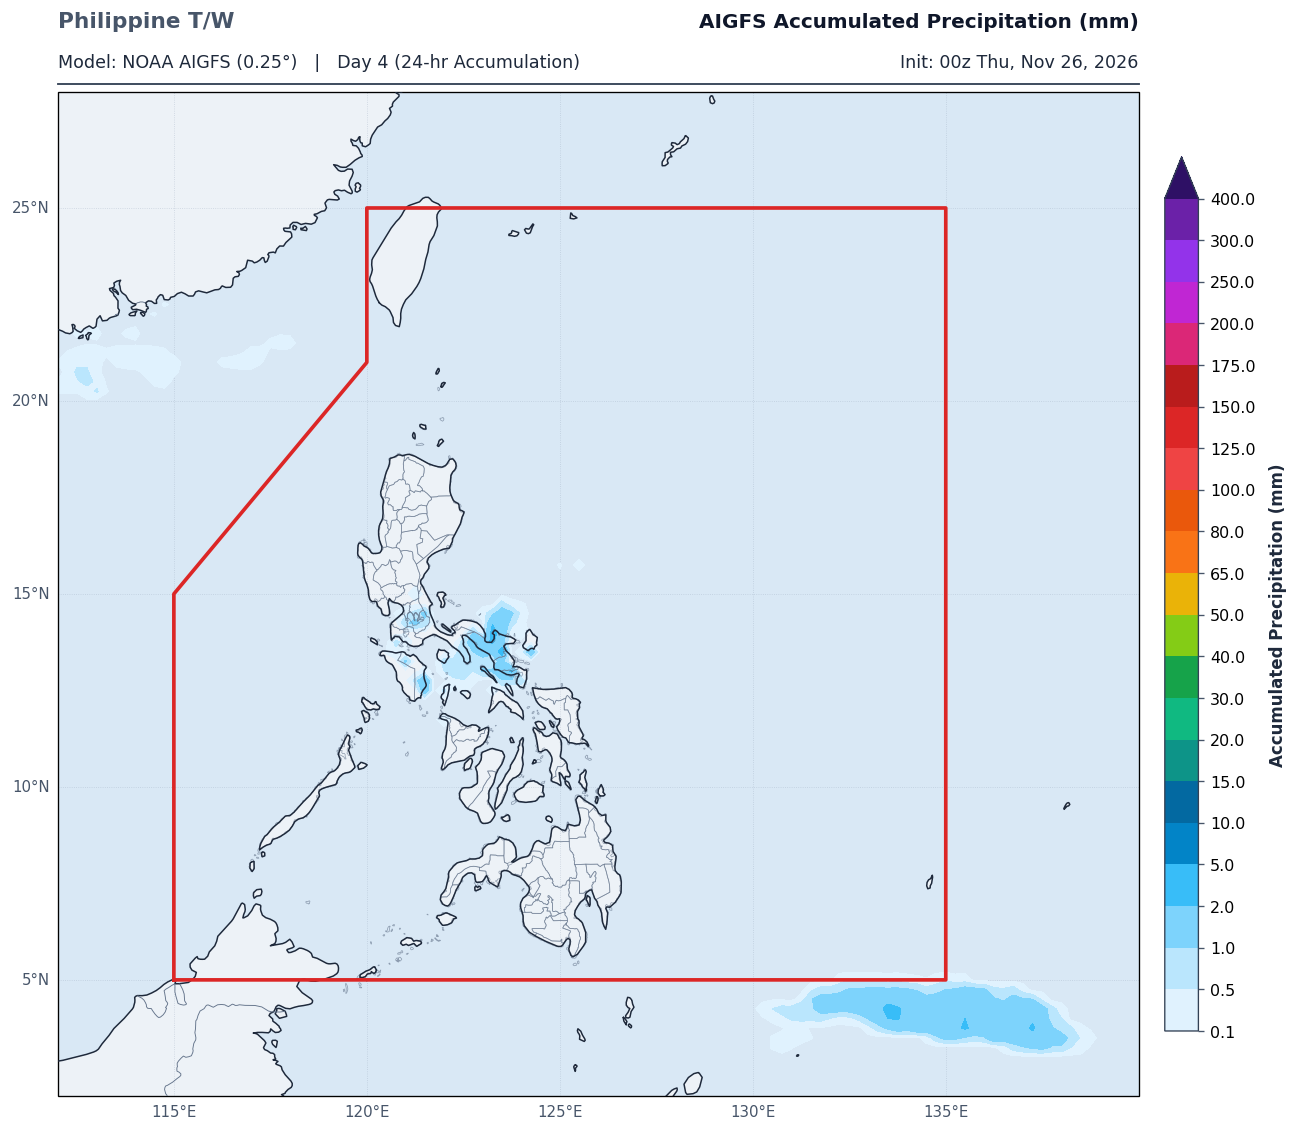 Philippine T/W
AIGFS Accumulated Precipitation (mm)
Model: NOAA AIGFS (0.25°) | Day 4 (24-hr Accumulation)
Init: 00z Thu, Nov 26, 2026
25°N
20°N
15°N
10°N
5°N
115°E
120°E
125°E
130°E
135°E
400.0
300.0
250.0
200.0
175.0
150.0
125.0
100.0
80.0
65.0
50.0
40.0
30.0
20.0
15.0
10.0
5.0
2.0
1.0
0.5
0.1
Accumulated Precipitation (mm)